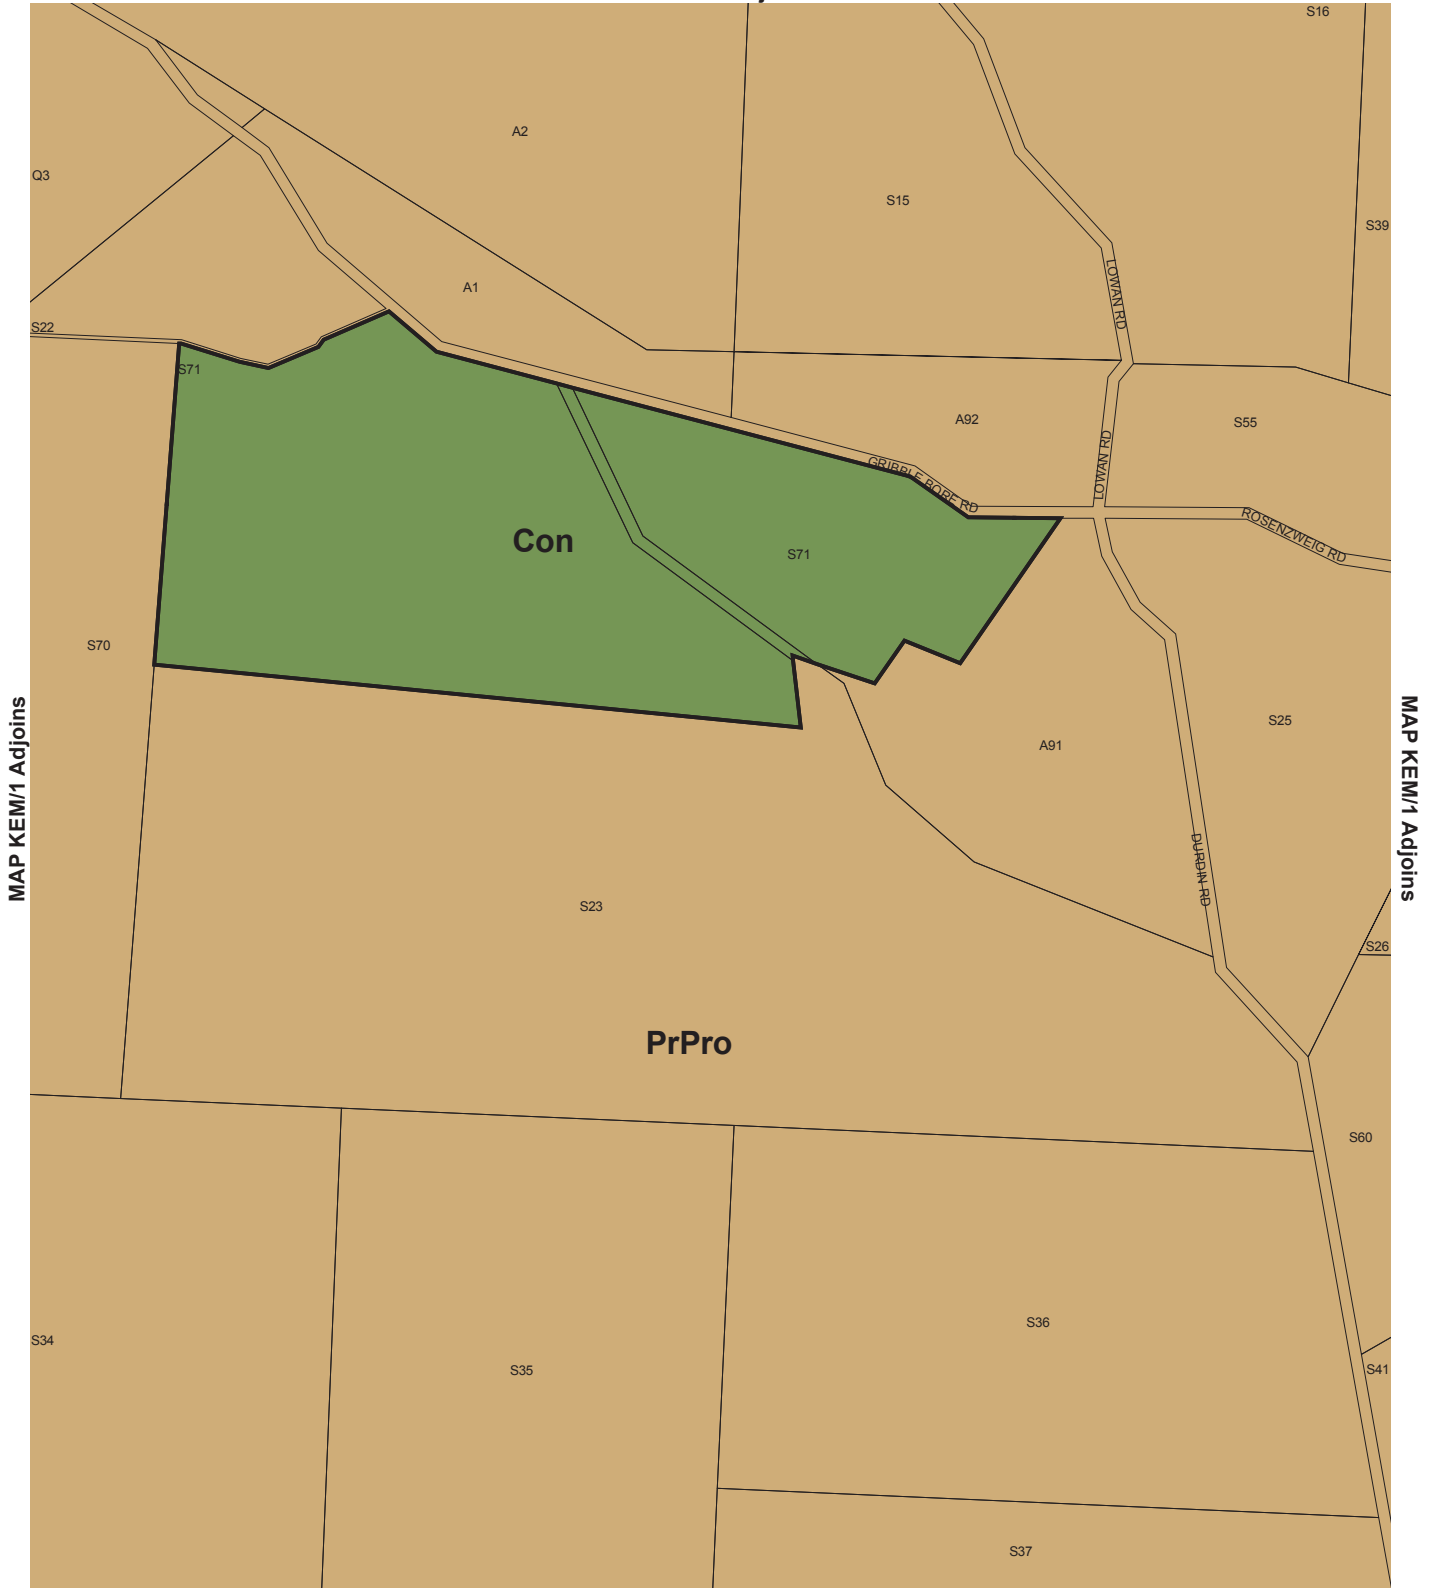 S16
A2
Q3
S15
S39
A1
LOWAN RD
S22
S71
A92
S55
LOWAN RD
GRIBBLE BORE RD
ROSENZWEIG RD
Con
S71
S70
MAP KEM/1 Adjoins
MAP KEM/1 Adjoins
S25
A91
DURDIN RD
S23
S26
PrPro
S60
S36
S34
S35
S41
S37